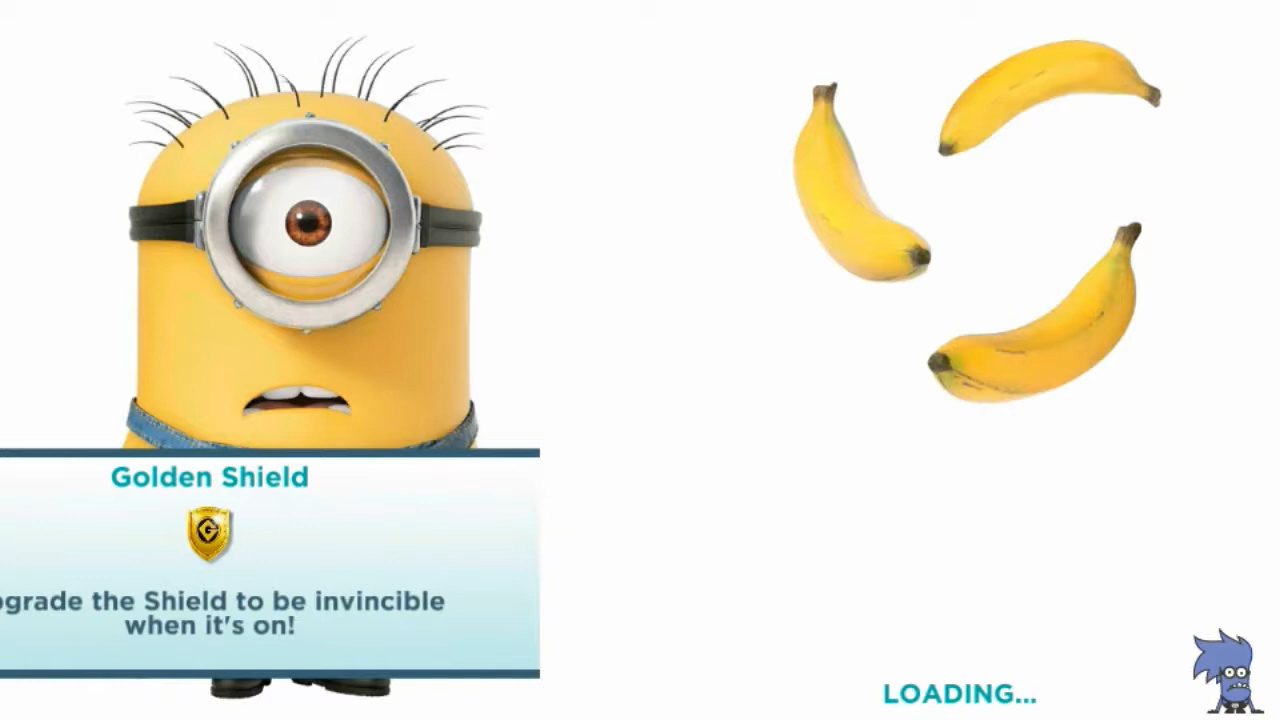 Golden Shield
G
pgrade the Shield to be invincible
when it's on!
LOADING...